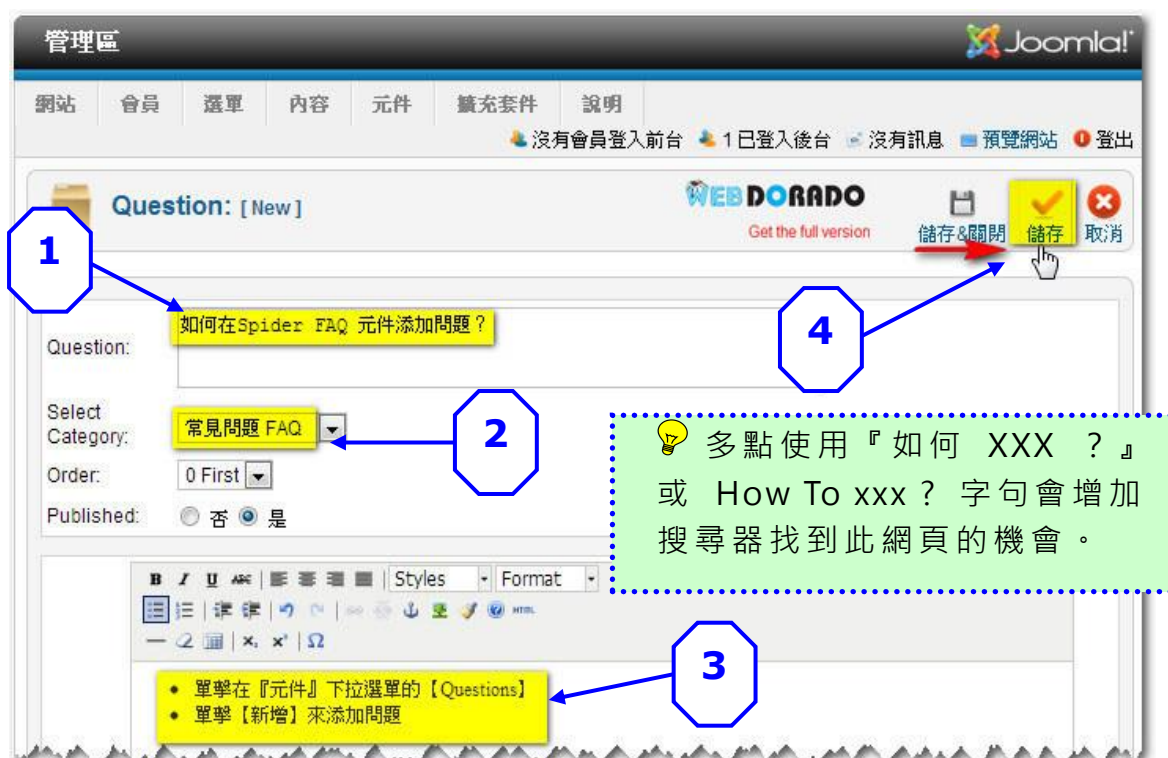 管理區
Joomla!
網站 會員 選單 內容 元件 擴充套件 說明
沒有會員登入前台 1 已登入後台 沒有訊息 預覽網站 登出
Question: [ New ]
WEB DORADO
Get the full version
儲存&關閉 儲存 取消
1
4
Question:
如何在Spider FAQ 元件添加問題？
Select
Category:
常見問題 FAQ
2
Order:
0 First
Published:
否 是
多點使用『如何 XXX ？』
或 How To xxx？ 字句會增加
搜尋器找到此網頁的機會。
B I U ABC Styles Format
HTML
x₂ x² Ω
3
• 單擊在『元件』下拉選單的【Questions】
• 單擊【新增】來添加問題